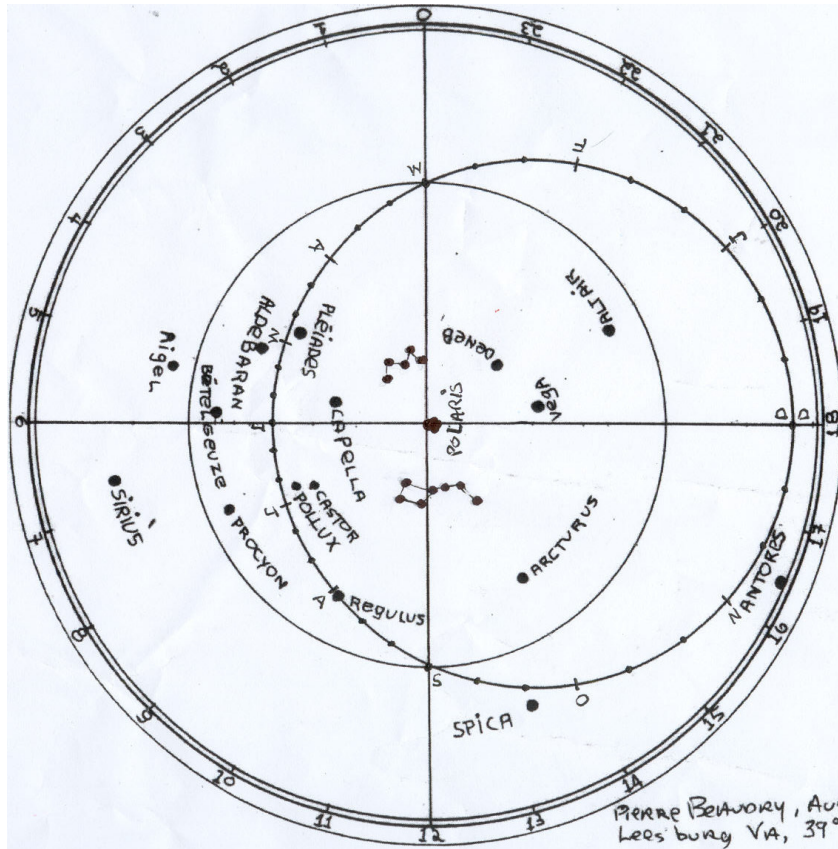 0
23
22
21
20
19
18
17
16
15
14
13
12
11
10
9
8
7
6
5
4
3
2
1
M
F
J
D D
N
O
S
A
J
J
M
A
ALTAIR
DENEB
VEGA
POLARIS
PLĖIADES
ALDEBARAN
RigEL
BÉTELGEUZE
CAPELLA
CASTOR
POLLUX
SIRIUS
PROCYON
REGULUS
ARCTURUS
ANTORES
SPICA
PIERRE BEAUDRY, Au
Leesburg VA, 39°